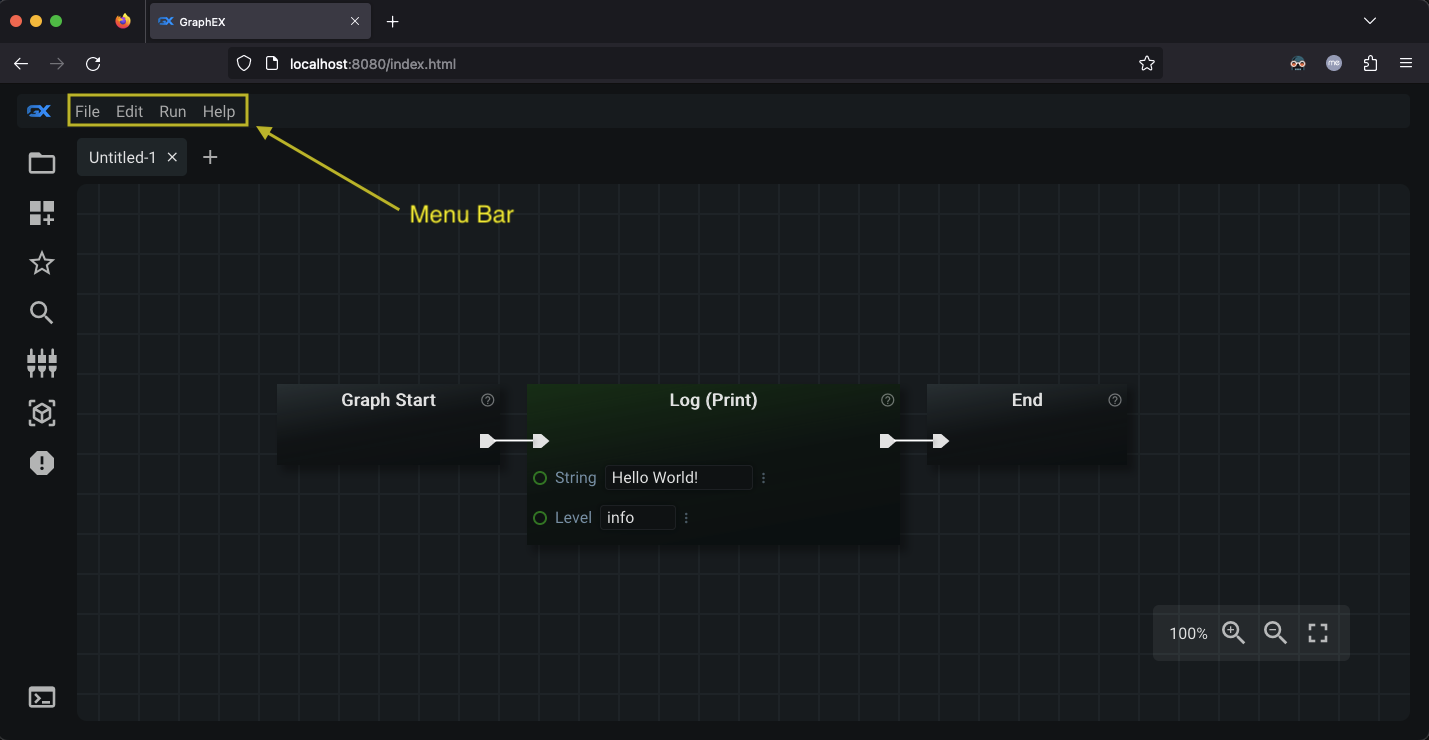 GraphEX
localhost:8080/index.html
GX File Edit Run Help
Untitled-1
Menu Bar
Graph Start
Log (Print)
End
String Hello World!
Level info
100%